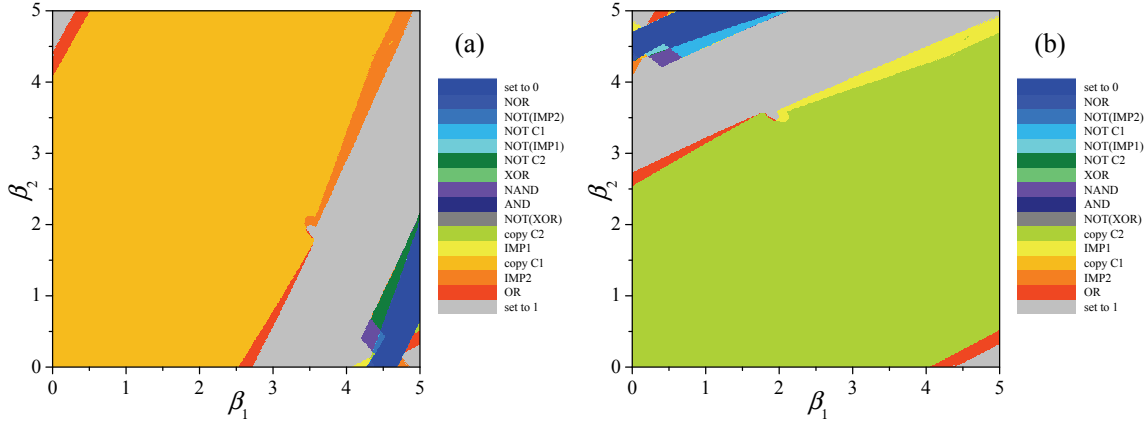 (a)
5
4
3
2
1
0
β₂
0 1 2 3 4 5
β₁
set to 0
NOR
NOT(IMP2)
NOT C1
NOT(IMP1)
NOT C2
XOR
NAND
AND
NOT(XOR)
copy C2
IMP1
copy C1
IMP2
OR
set to 1
(b)
5
4
3
2
1
0
β₂
0 1 2 3 4 5
β₁
set to 0
NOR
NOT(IMP2)
NOT C1
NOT(IMP1)
NOT C2
XOR
NAND
AND
NOT(XOR)
copy C2
IMP1
copy C1
IMP2
OR
set to 1